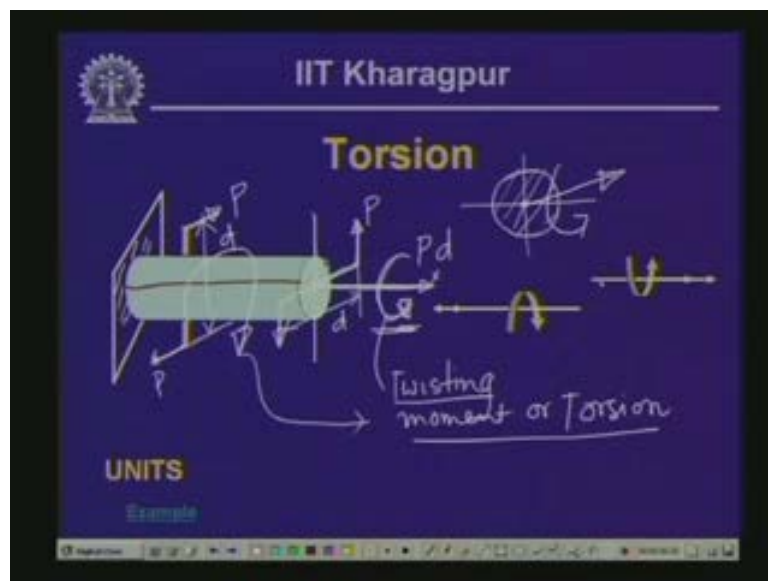 IIT Kharagpur
Torsion
P
d
P
d
P
Pd
x
Twisting
moment or Torsion
UNITS
Example